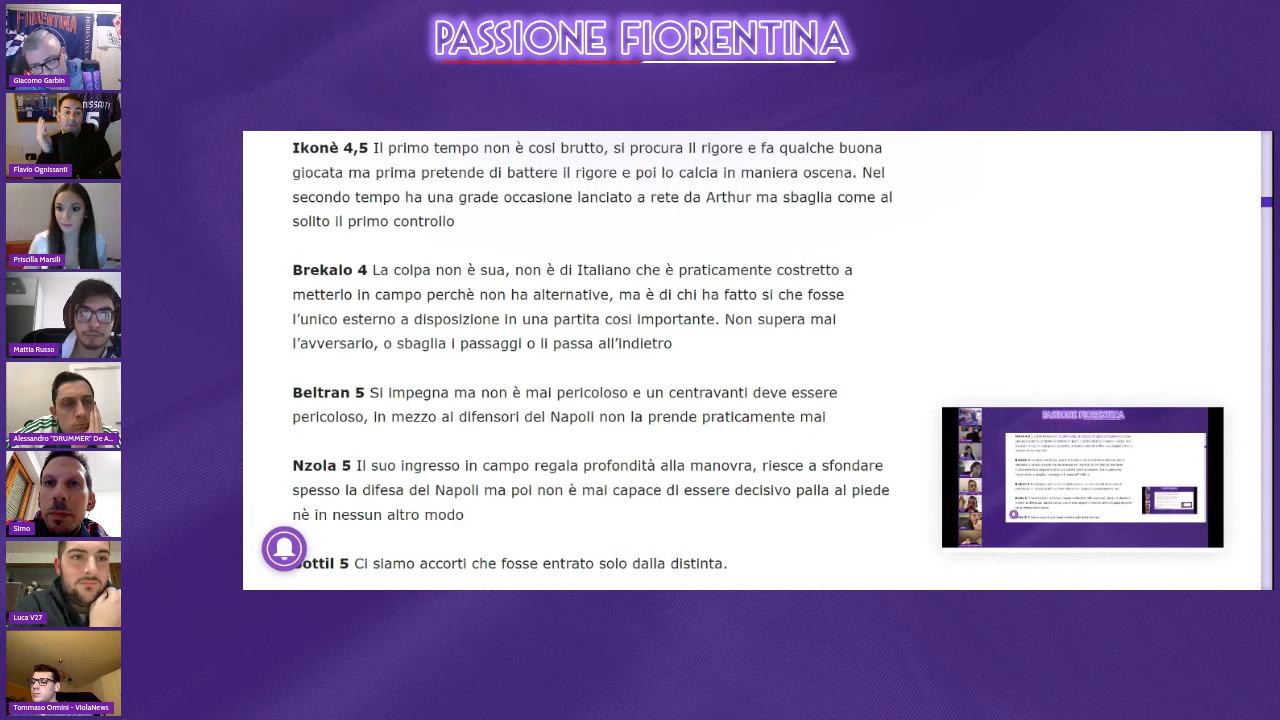 PASSIONE FIORENTINA
FIORENTINA
Giacomo Garbin
Flavio Ognissanti
Priscilla Marsili
Mattia Russo
Alessandro "DRUMMER" De A...
Simo
Luca V27
Tommaso Ormini - ViolaNews
Ikonè 4,5 Il primo tempo non è così brutto, si procura il rigore e fa qualche buona
giocata ma prima pretende di battere il rigore e poi lo calcia in maniera oscena. Nel
secondo tempo ha una grade occasione lanciato a rete da Arthur ma sbaglia come al
solito il primo controllo
Brekalo 4 La colpa non è sua, non è di Italiano che è praticamente costretto a
metterlo in campo perchè non ha alternative, ma è di chi ha fatto si che fosse
l'unico esterno a disposizione in una partita così importante. Non supera mai
l'avversario, o sbaglia i passaggi o li passa all'indietro
Beltran 5 Si impegna ma non è mai pericoloso e un centravanti deve essere
pericoloso, in mezzo ai difensori del Napoli non la prende praticamente mai
Nzola 5 Il suo ingresso in campo regala profondità alla manovra, riesce a sfondare
spesso la difesa del Napoli ma poi non è mai capace di essere decisivo palla al piede
nè in nessun altro modo
Sottil 5 Ci siamo accorti che fosse entrato solo dalla distinta.
PASSIONE FIORENTINA